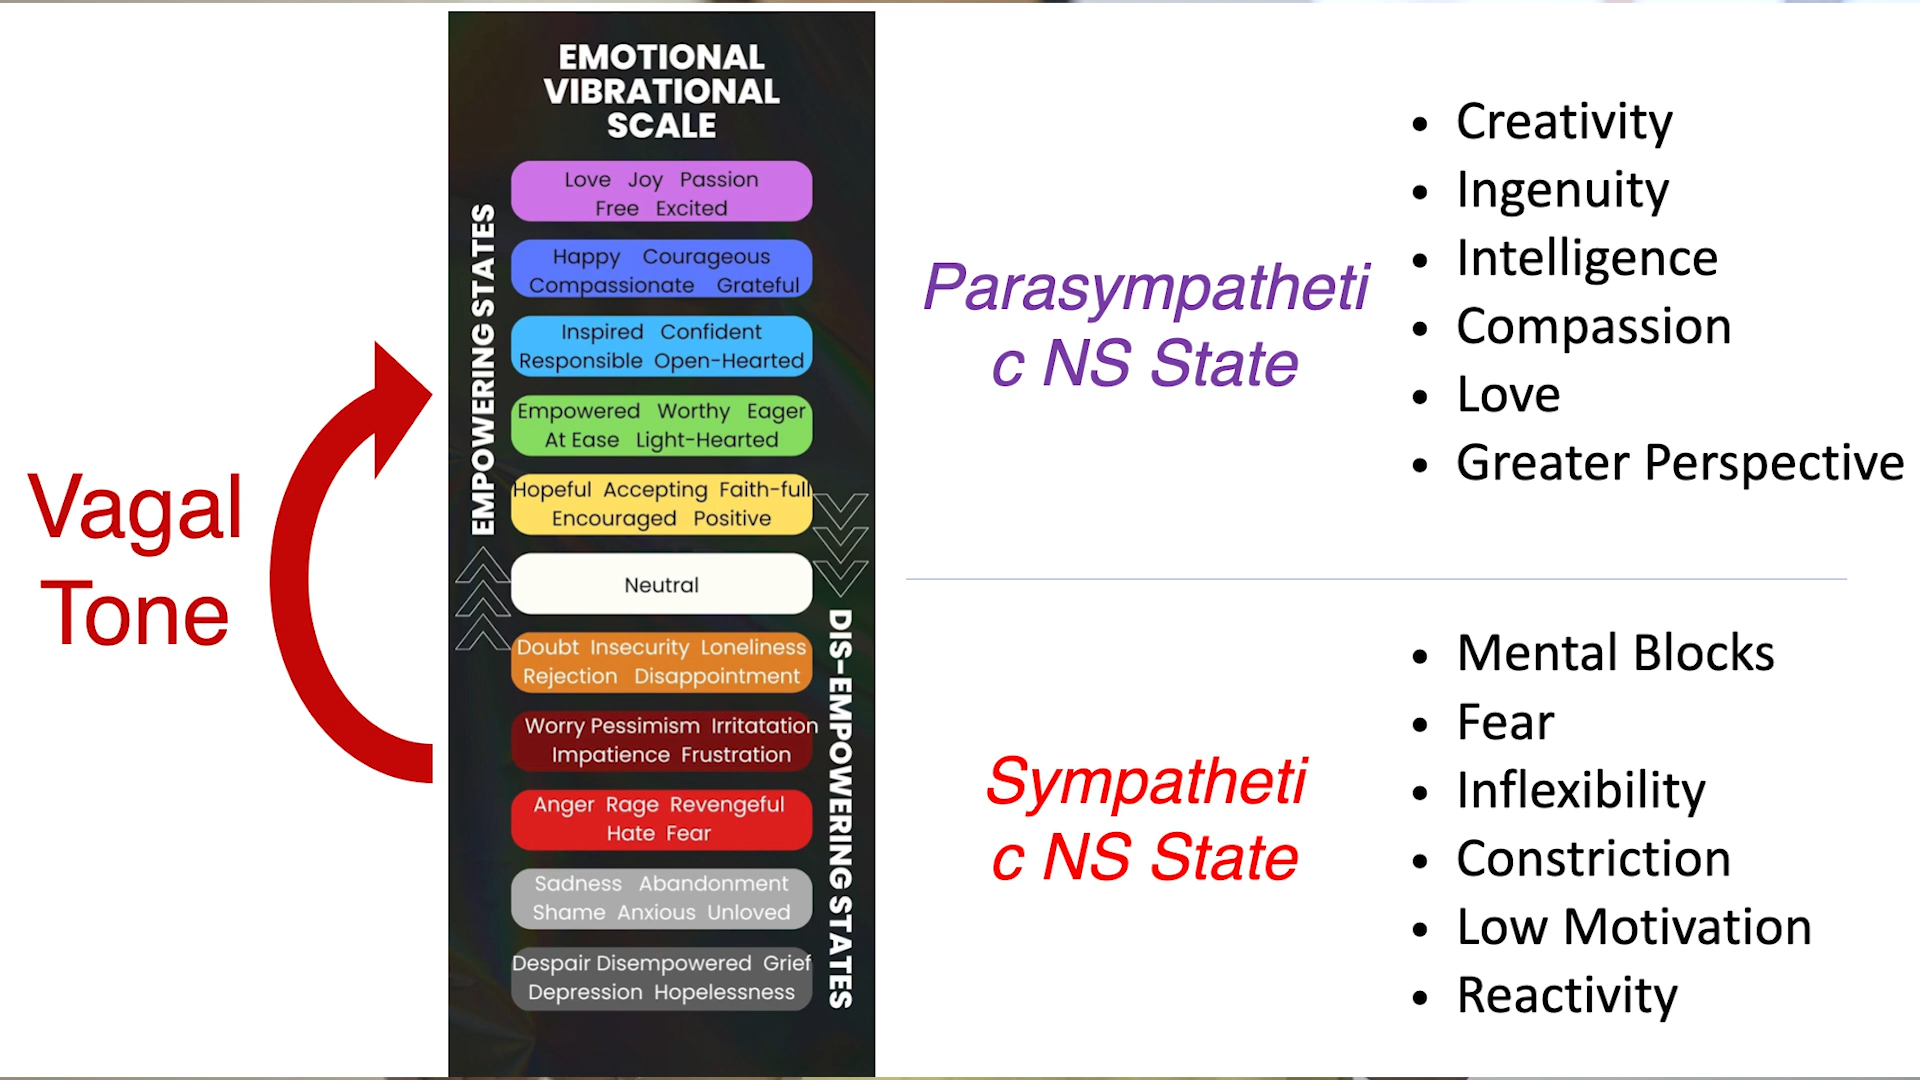 Vagal
Tone
EMOTIONAL
VIBRATIONAL
SCALE
EMPOWERING STATES
Love Joy Passion
Free Excited
Happy Courageous
Compassionate Grateful
Inspired Confident
Responsible Open-Hearted
Empowered Worthy Eager
At Ease Light-Hearted
Hopeful Accepting Faith-full
Encouraged Positive
Neutral
Doubt Insecurity Loneliness
Rejection Disappointment
Worry Pessimism Irritatation
Impatience Frustration
Anger Rage Revengeful
Hate Fear
Sadness Abandonment
Shame Anxious Unloved
Despair Disempowered Grief
Depression Hopelessness
DIS-EMPOWERING STATES
Parasympatheti
c NS State
• Creativity
• Ingenuity
• Intelligence
• Compassion
• Love
• Greater Perspective
Sympatheti
c NS State
• Mental Blocks
• Fear
• Inflexibility
• Constriction
• Low Motivation
• Reactivity